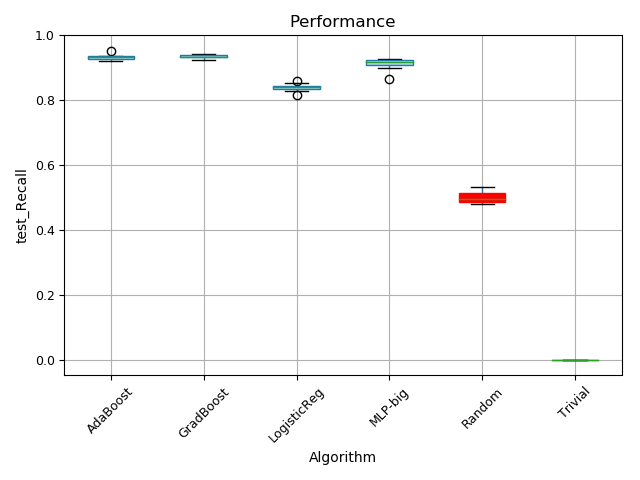 Performance
test_Recall
1.0
0.8
0.6
0.4
0.2
0.0
AdaBoost
GradBoost
LogisticReg
MLP-big
Random
Trivial
Algorithm